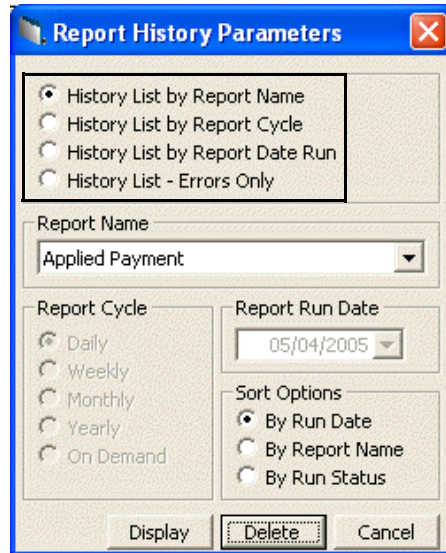 Report History Parameters
History List by Report Name
History List by Report Cycle
History List by Report Date Run
History List - Errors Only
Report Name
Applied Payment
Report Cycle
Daily
Weekly
Monthly
Yearly
On Demand
Report Run Date
05/04/2005
Sort Options
By Run Date
By Report Name
By Run Status
Display Delete Cancel